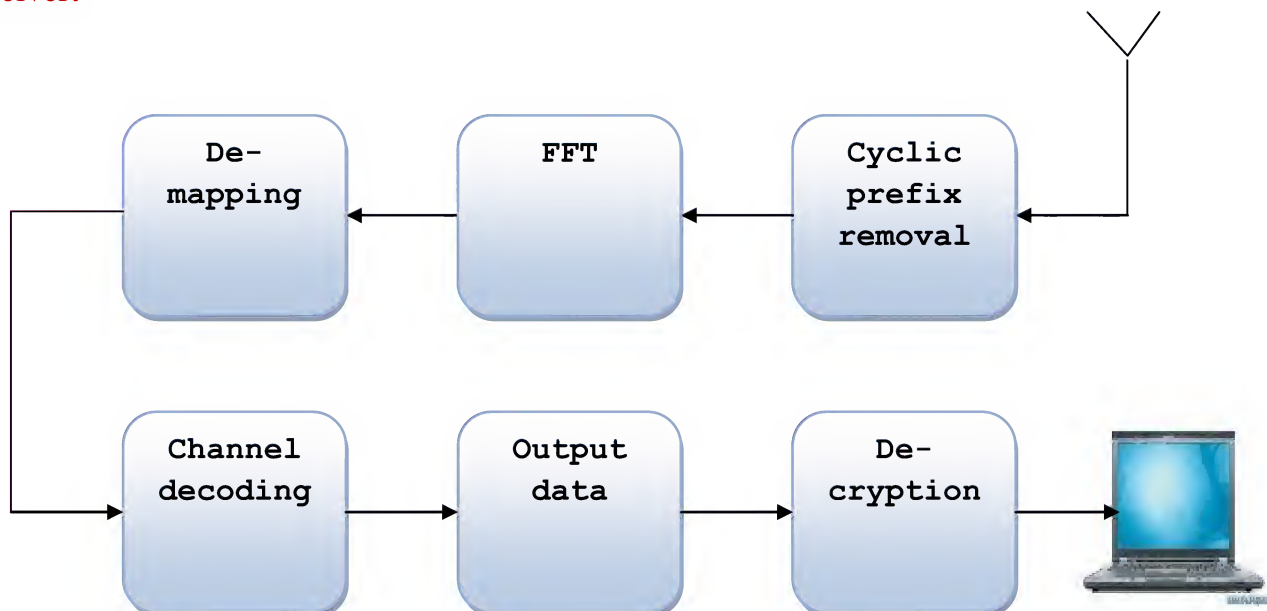 De-
mapping
FFT
Cyclic
prefix
removal
Channel
decoding
Output
data
De-
cryption